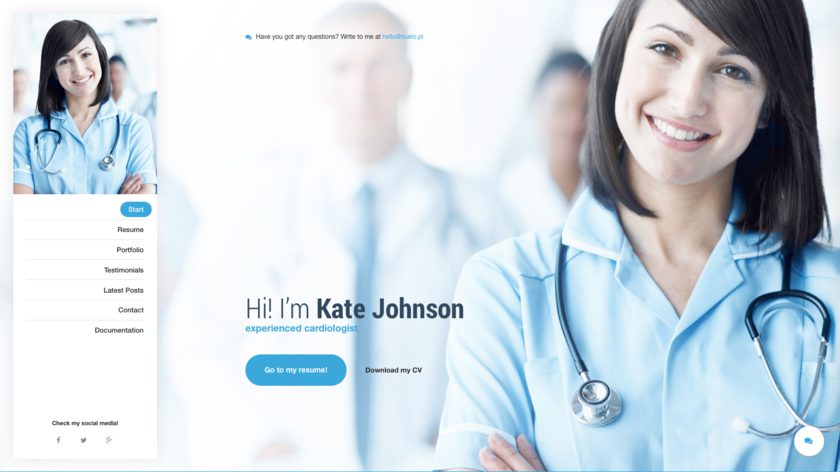 Have you got any questions? Write to me at hello@suelo.pl
Start
Resume
Portfolio
Testimonials
Latest Posts
Contact
Documentation
Check my social media!
Hi! I'm Kate Johnson
experienced cardiologist
Go to my resume!
Download my CV